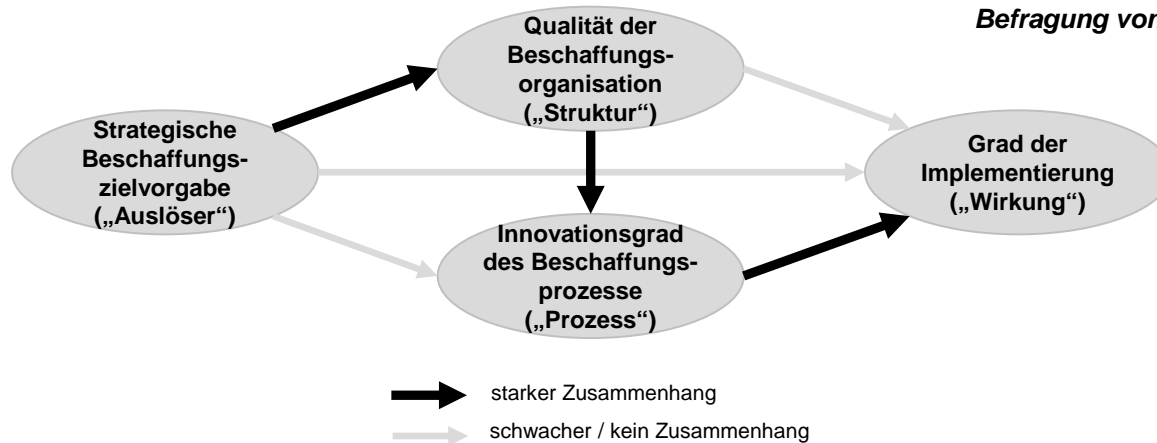 Befragung von
Qualität der
Beschaffungs-
organisation
(„Struktur“)
Strategische
Beschaffungs-
zielvorgabe
(„Auslöser“)
Grad der
Implementierung
(„Wirkung“)
Innovationsgrad
des Beschaffungs-
prozesse
(„Prozess“)
starker Zusammenhang
schwacher / kein Zusammenhang